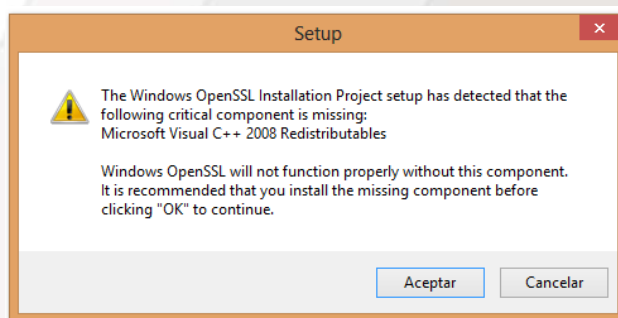 Setup
The Windows OpenSSL Installation Project setup has detected that the
following critical component is missing:
Microsoft Visual C++ 2008 Redistributables
Windows OpenSSL will not function properly without this component.
It is recommended that you install the missing component before
clicking "OK" to continue.
Aceptar
Cancelar